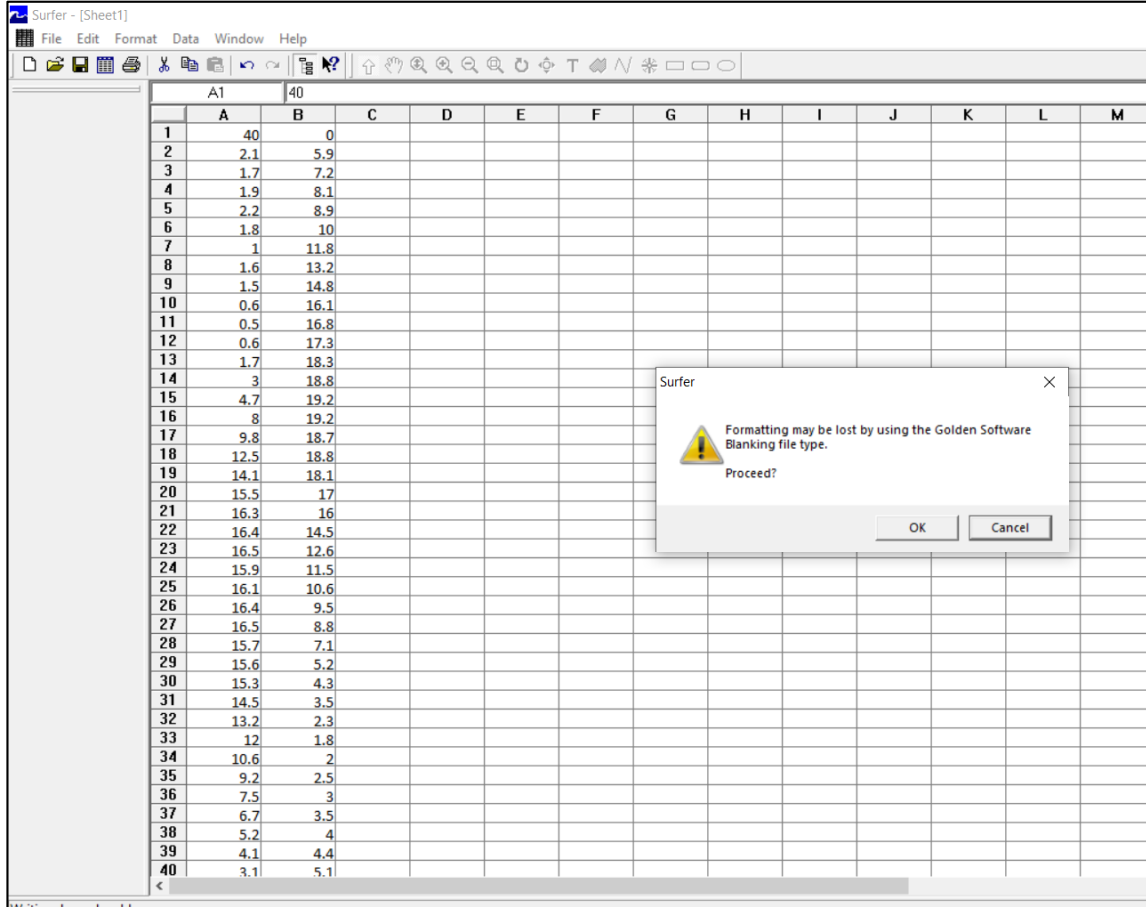 Surfer - [Sheet1]
File Edit Format Data Window Help
A1 40
A B C D E F G H I J K L M
1 40 0
2 2.1 5.9
3 1.7 7.2
4 1.9 8.1
5 2.2 8.9
6 1.8 10
7 1 11.8
8 1.6 13.2
9 1.5 14.8
10 0.6 16.1
11 0.5 16.8
12 0.6 17.3
13 1.7 18.3
14 3 18.8
15 4.7 19.2
16 8 19.2
17 9.8 18.7
18 12.5 18.8
19 14.1 18.1
20 15.5 17
21 16.3 16
22 16.4 14.5
23 16.5 12.6
24 15.9 11.5
25 16.1 10.6
26 16.4 9.5
27 16.5 8.8
28 15.7 7.1
29 15.6 5.2
30 15.3 4.3
31 14.5 3.5
32 13.2 2.3
33 12 1.8
34 10.6 2
35 9.2 2.5
36 7.5 3
37 6.7 3.5
38 5.2 4
39 4.1 4.4
40 3.1 5.1
Surfer
Formatting may be lost by using the Golden Software
Blanking file type.
Proceed?
OK Cancel